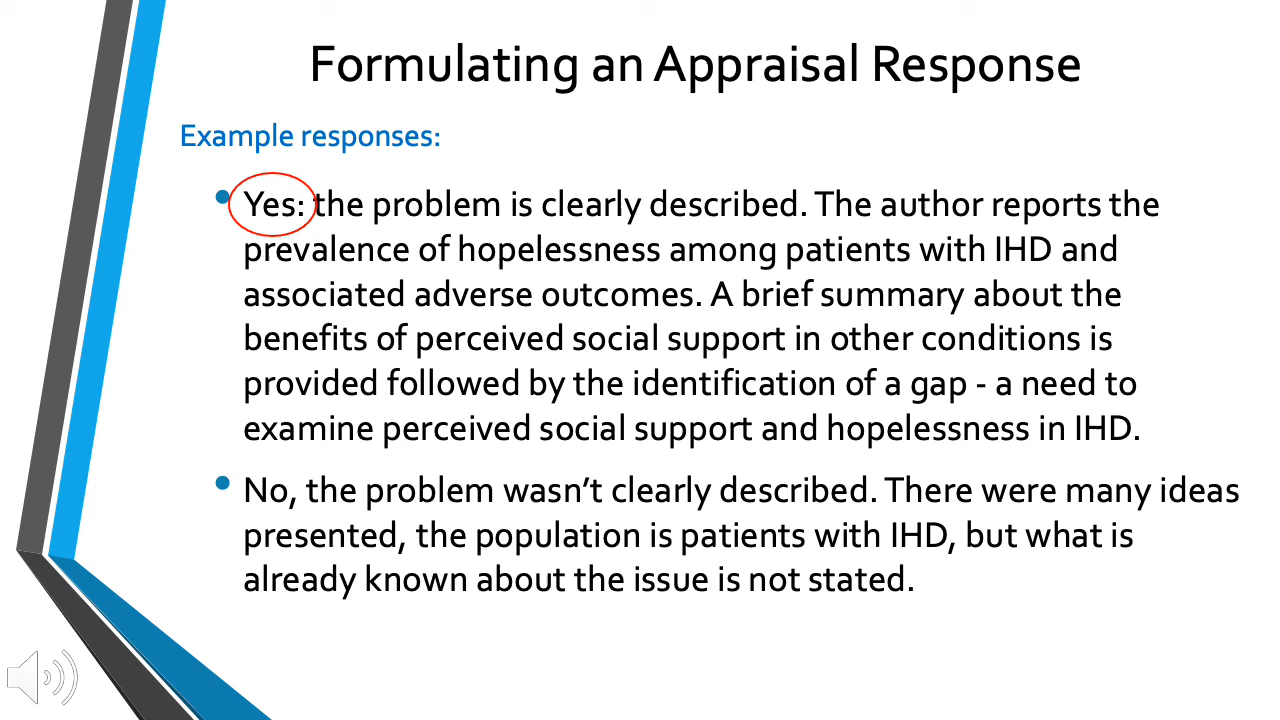 Formulating an Appraisal Response
Example responses:
• Yes: the problem is clearly described. The author reports the
prevalence of hopelessness among patients with IHD and
associated adverse outcomes. A brief summary about the
benefits of perceived social support in other conditions is
provided followed by the identification of a gap - a need to
examine perceived social support and hopelessness in IHD.
• No, the problem wasn’t clearly described. There were many ideas
presented, the population is patients with IHD, but what is
already known about the issue is not stated.